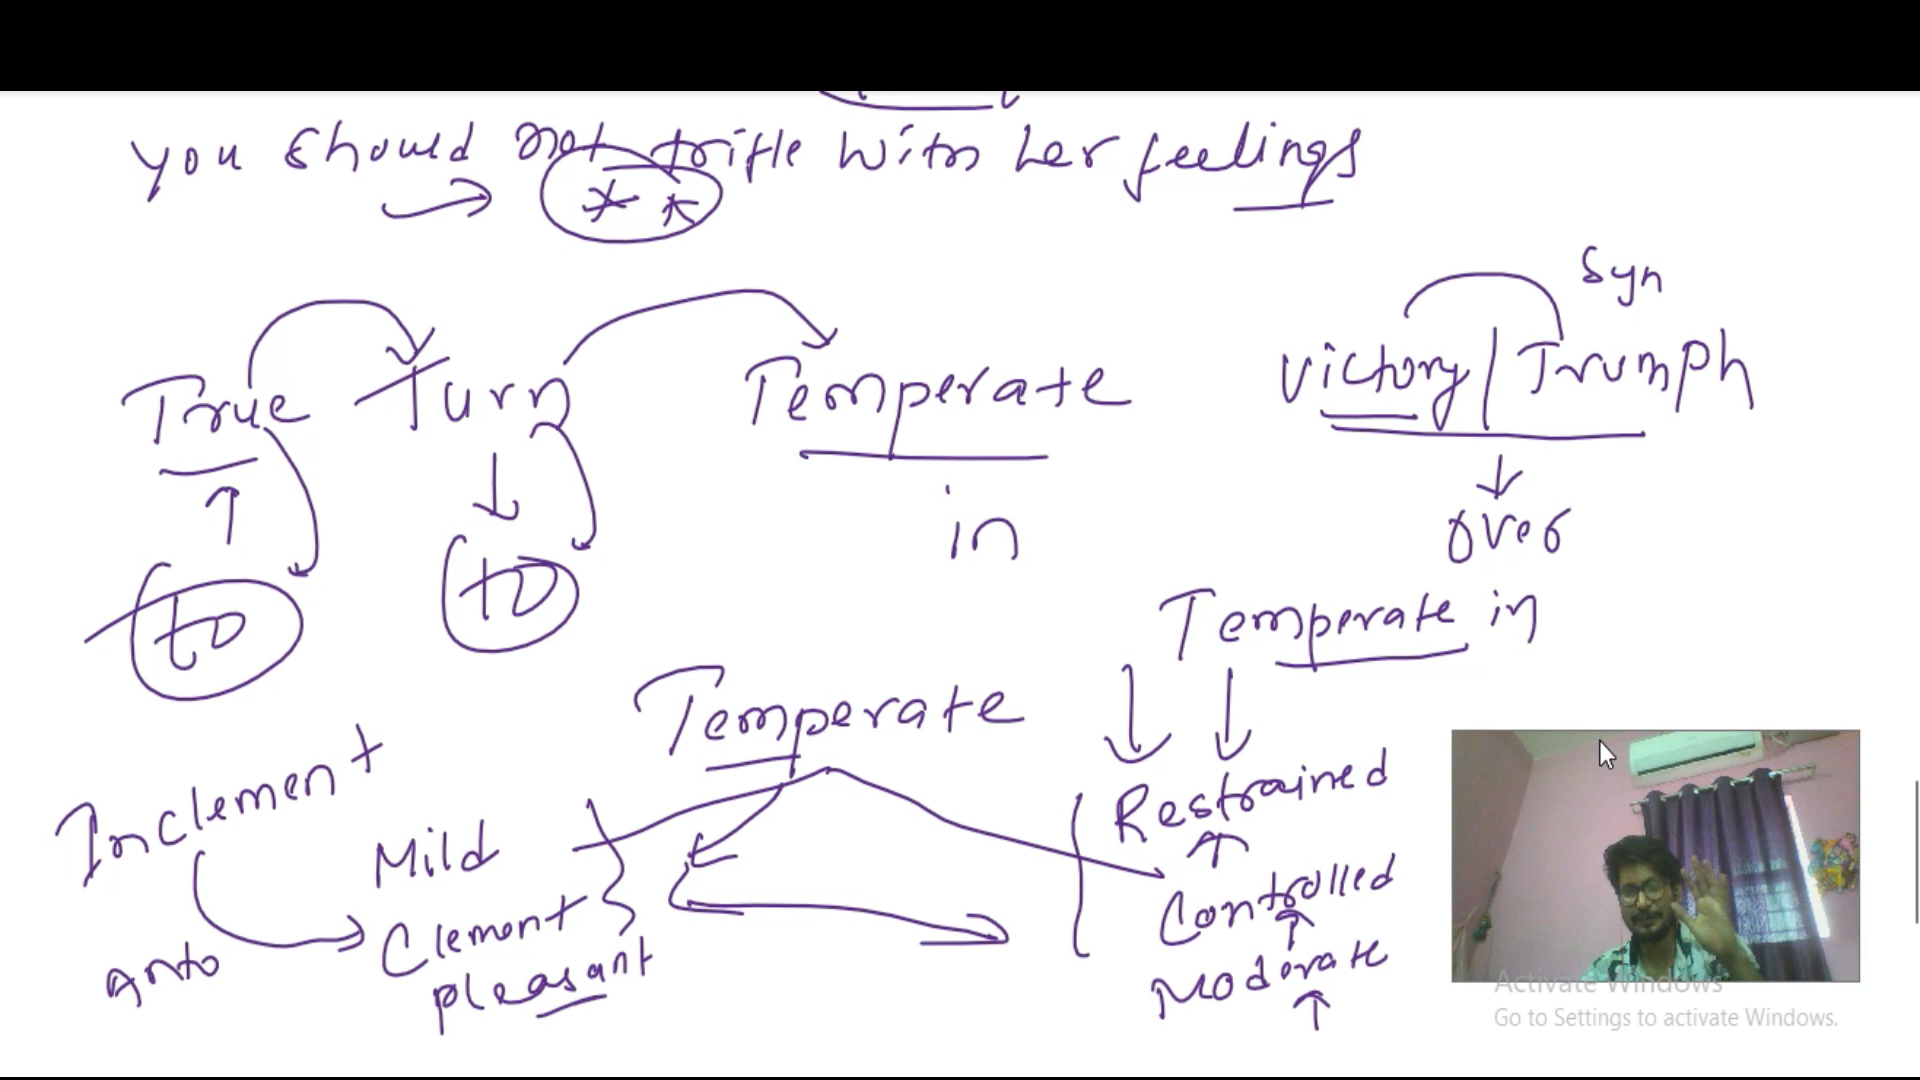 you should not trifle with her feelings
* *
Syn
True Turn Temperate Victory / Trumph
to to in over
Temperate in
Temperate
Inclement Mild Restrained
Clement Controlled
anto pleasant Moderate
Activate Windows
Go to Settings to activate Windows.